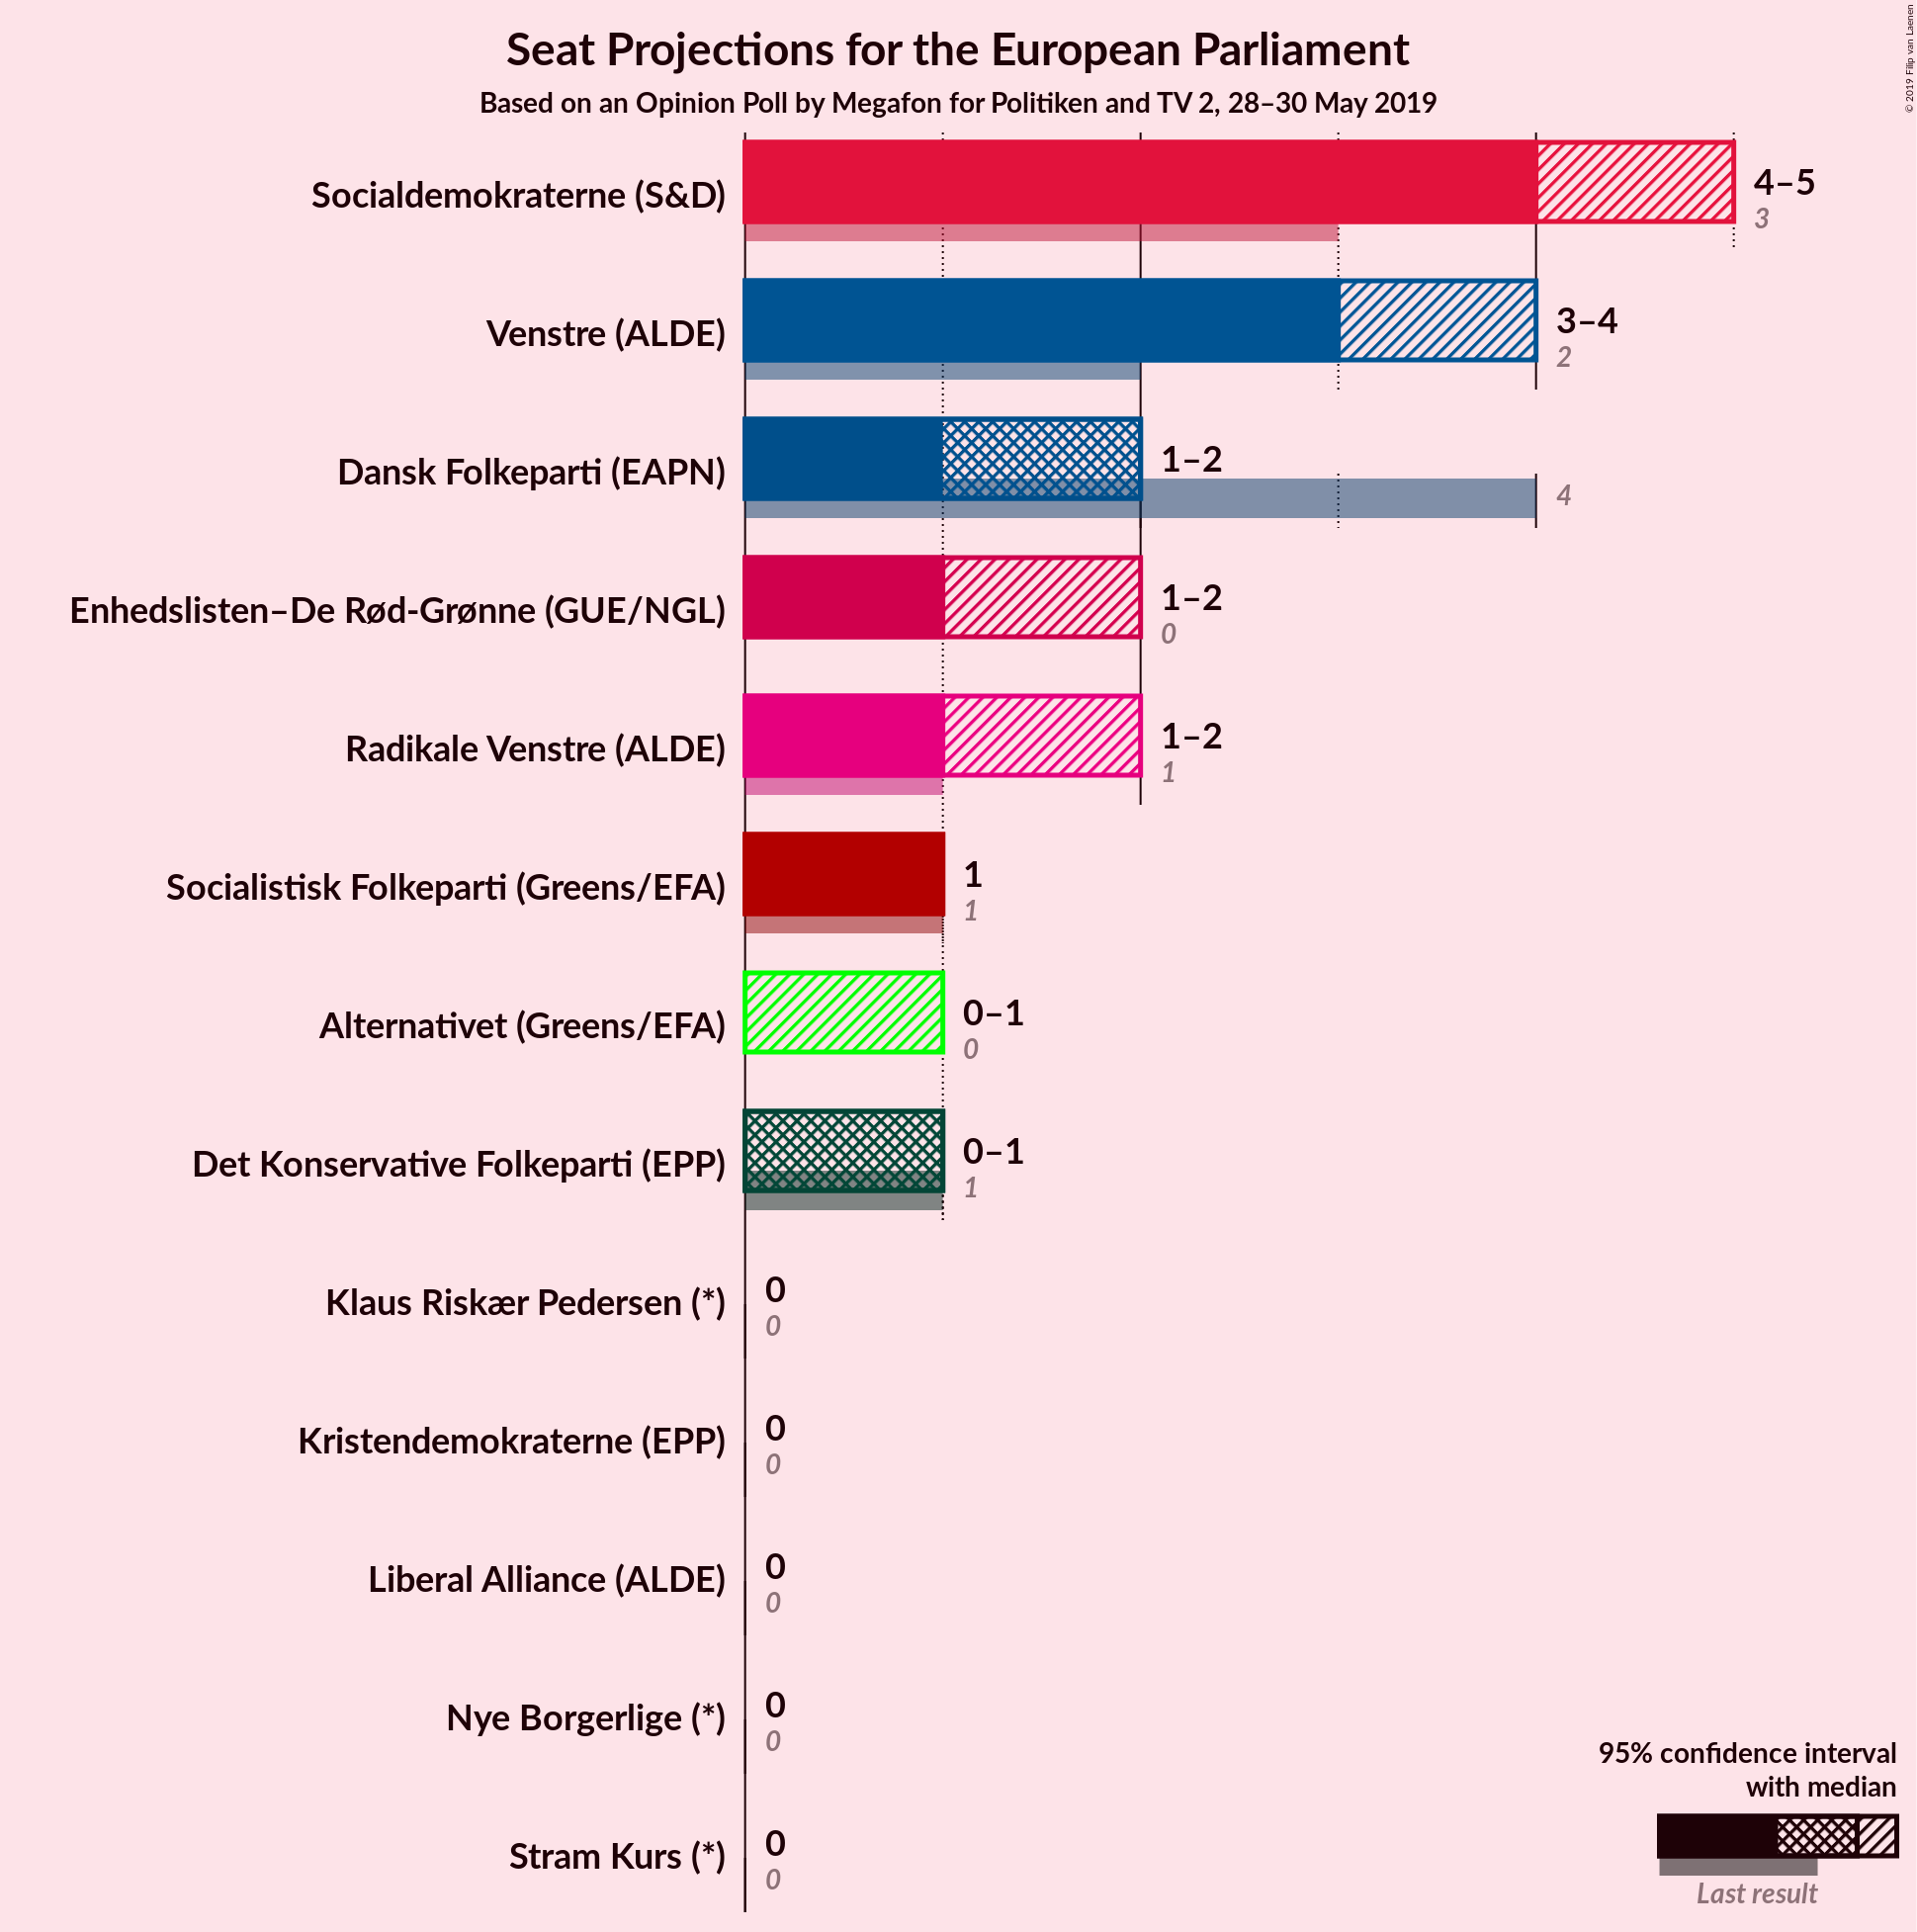 Seat Projections for the European Parliament
Based on an Opinion Poll by Megafon for Politiken and TV 2, 28–30 May 2019
© 2019 Filip van Laenen
Socialdemokraterne (S&D)
4–5
3
Venstre (ALDE)
3–4
2
Dansk Folkeparti (EAPN)
1–2
4
Enhedslisten–De Rød-Grønne (GUE/NGL)
1–2
0
Radikale Venstre (ALDE)
1–2
1
Socialistisk Folkeparti (Greens/EFA)
1
1
Alternativet (Greens/EFA)
0–1
0
Det Konservative Folkeparti (EPP)
0–1
1
Klaus Riskær Pedersen (*)
0
0
Kristendemokraterne (EPP)
0
0
Liberal Alliance (ALDE)
0
0
Nye Borgerlige (*)
0
0
Stram Kurs (*)
0
0
95% confidence interval
with median
Last result